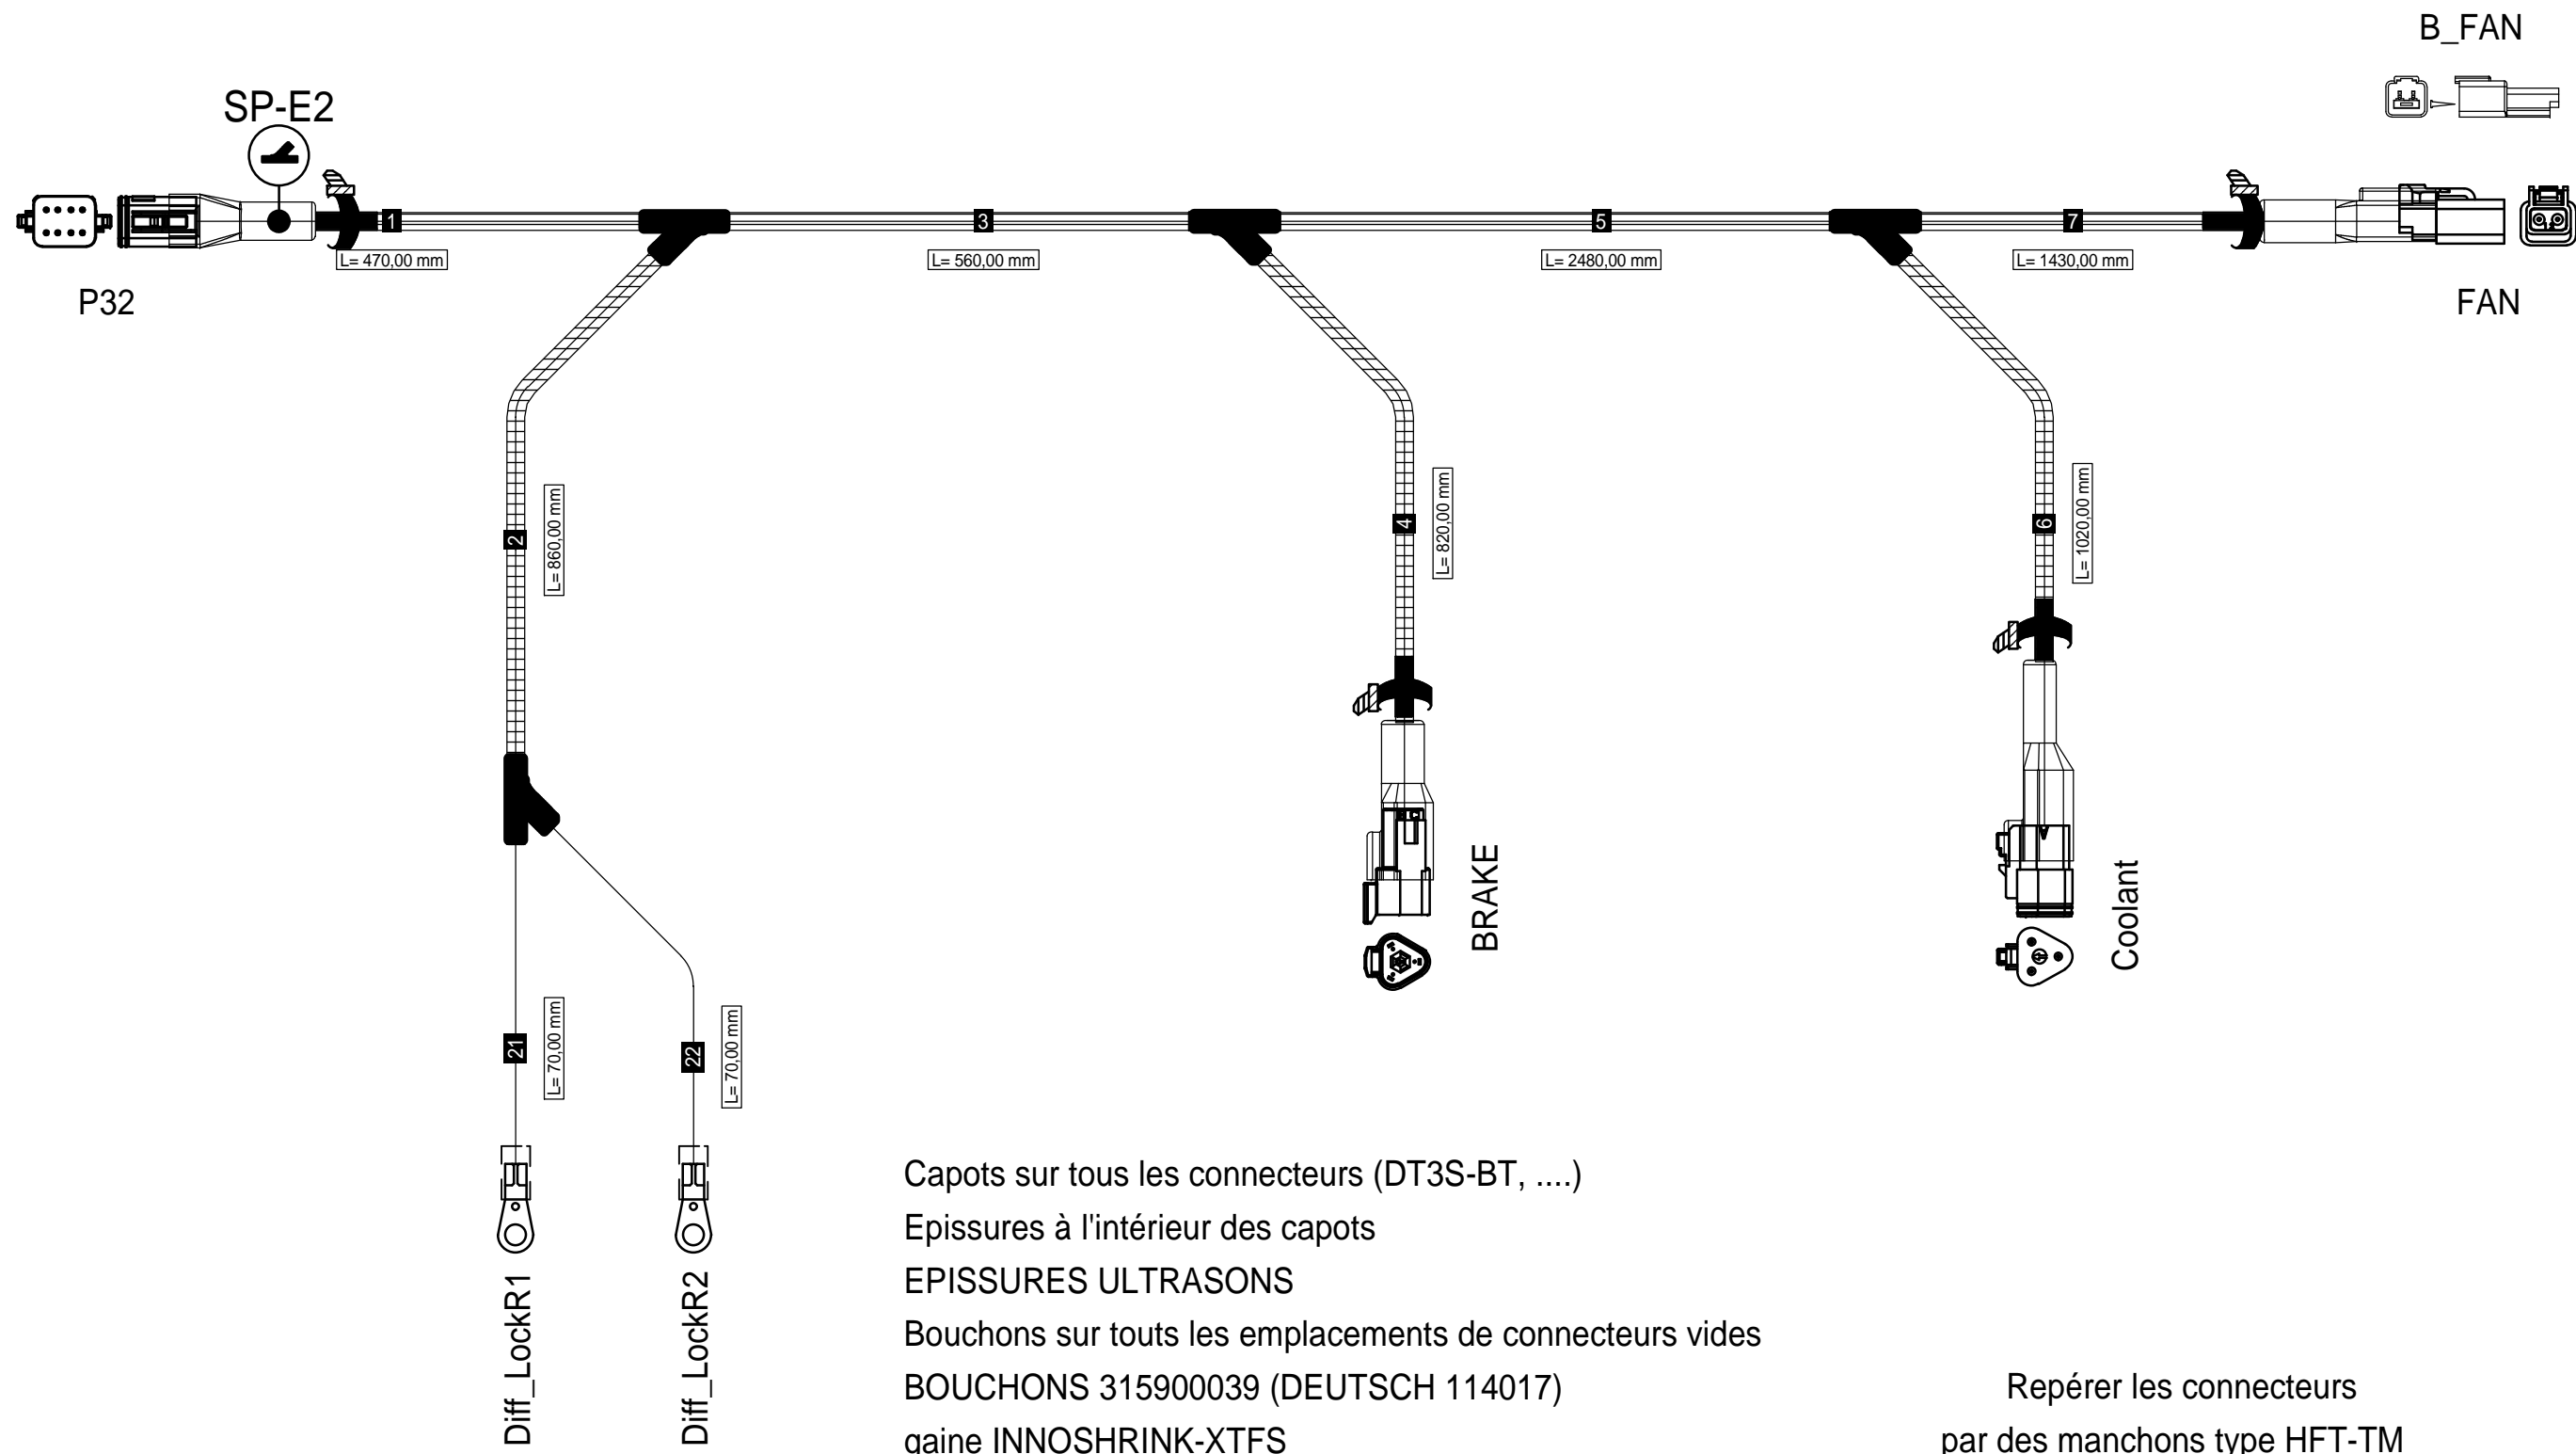 B_FAN
SP-E2
1
3
5
7
L= 470,00 mm
L= 560,00 mm
L= 2480,00 mm
L= 1430,00 mm
P32
FAN
2
L= 860,00 mm
4
L= 820,00 mm
6
L= 1020,00 mm
BRAKE
Coolant
21
L= 70,00 mm
22
L= 70,00 mm
Diff_LockR1
Diff_LockR2
Capots sur tous les connecteurs (DT3S-BT, ....)
Epissures à l'intérieur des capots
EPISSURES ULTRASONS
Bouchons sur touts les emplacements de connecteurs vides
BOUCHONS 315900039 (DEUTSCH 114017)
gaine INNOSHRINK-XTFS
Repérer les connecteurs
par des manchons type HFT-TM